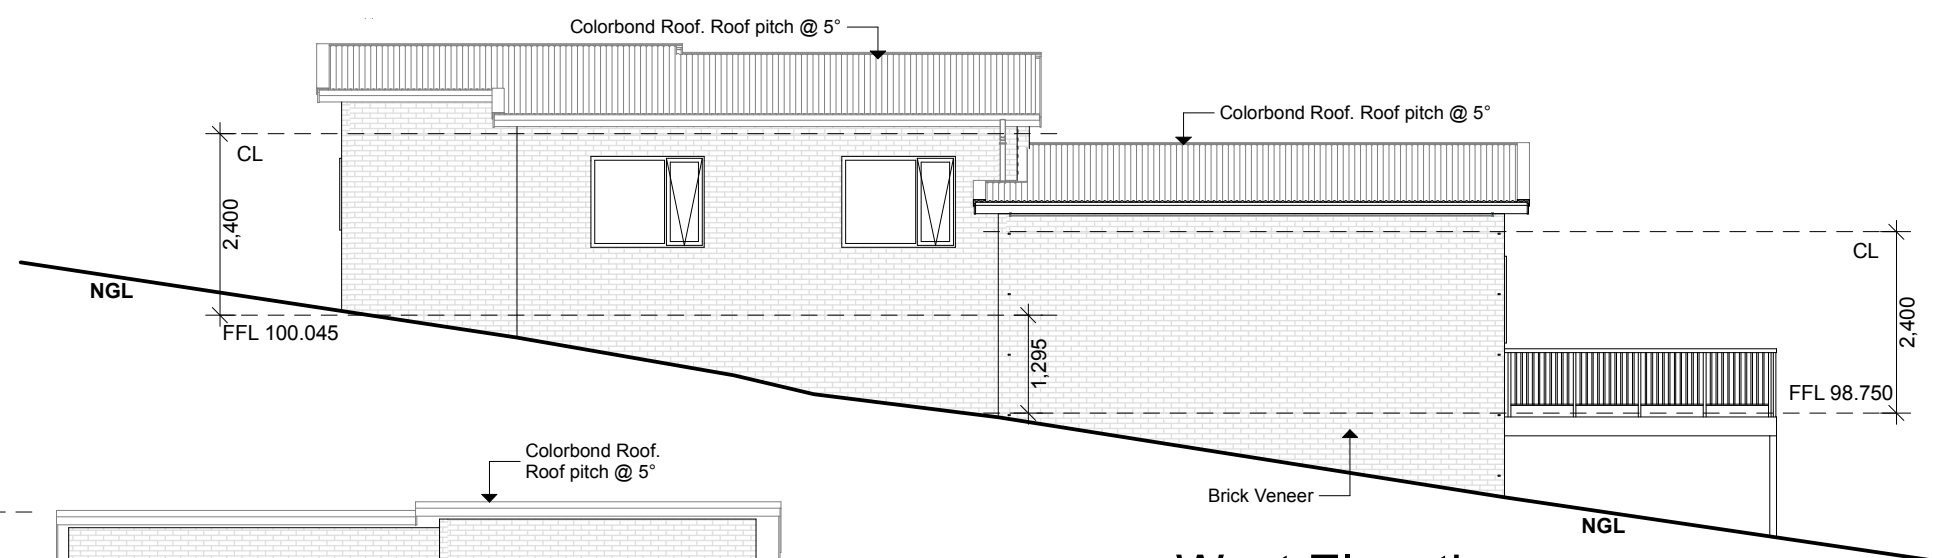 Colorbond Roof. Roof pitch @ 5°
Colorbond Roof. Roof pitch @ 5°
CL
2,400
CL
NGL
FFL 100.045
1,295
2,400
FFL 98.750
Colorbond Roof.
Roof pitch @ 5°
Brick Veneer
NGL